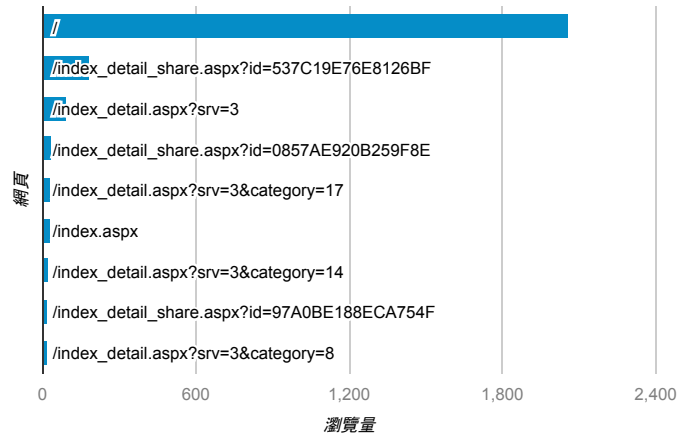 /
/index_detail_share.aspx?id=537C19E76E8126BF
/index_detail.aspx?srv=3
/index_detail_share.aspx?id=0857AE920B259F8E
/index_detail.aspx?srv=3&category=17
/index.aspx
/index_detail.aspx?srv=3&category=14
/index_detail_share.aspx?id=97A0BE188ECA754F
/index_detail.aspx?srv=3&category=8
網頁
0 600 1,200 1,800 2,400
瀏覽量